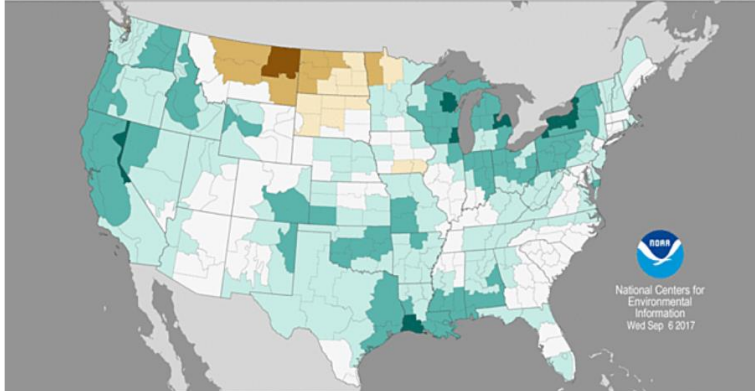 NOAA
National Centers for
Environmental
Information
Wed Sep 6 2017